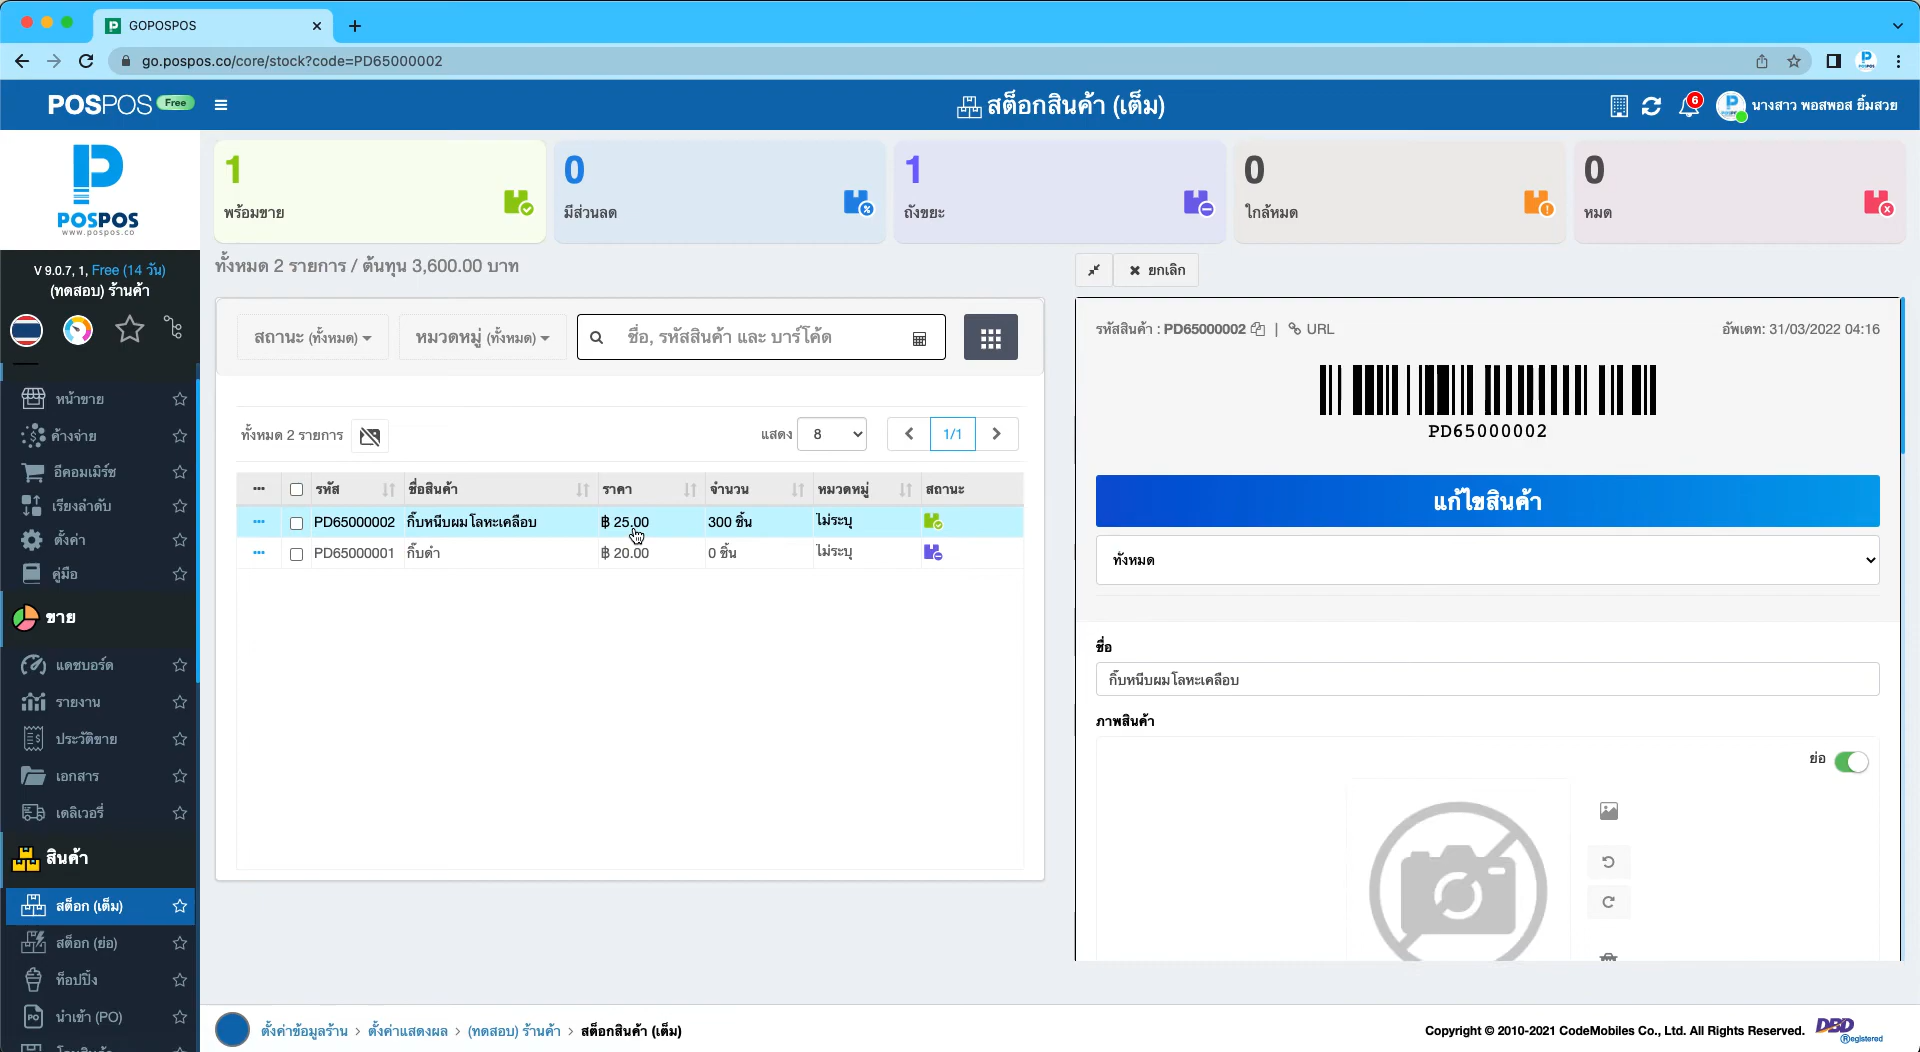 GOPOSPOS
go.pospos.co/core/stock?code=PD65000002
POSPOS Free
สต็อกสินค้า (เต็ม)
6
นางสาว พอสพอส ยิ้มสวย
POSPOS
www.pospos.co
V 9.0.7, 1, Free (14 วัน)
(ทดสอบ) ร้านค้า
หน้าขาย
ค้างจ่าย
อีคอมเมิร์ซ
เรียงลำดับ
ตั้งค่า
คู่มือ
ขาย
แดชบอร์ด
รายงาน
ประวัติขาย
เอกสาร
เดลิเวอรี่
สินค้า
สต็อก (เต็ม)
สต็อก (ย่อ)
ท็อปปิ้ง
นำเข้า (PO)
1
พร้อมขาย
0
มีส่วนลด
1
ถังขยะ
0
ใกล้หมด
0
หมด
ทั้งหมด 2 รายการ / ต้นทุน 3,600.00 บาท
สถานะ (ทั้งหมด)
หมวดหมู่ (ทั้งหมด)
ชื่อ, รหัสสินค้า และ บาร์โค้ด
ทั้งหมด 2 รายการ
แสดง 8
1/1
รหัส ชื่อสินค้า ราคา จำนวน หมวดหมู่ สถานะ
PD65000002 กิ๊บหนีบผมโลหะเคลือบ ฿ 25.00 300 ชิ้น ไม่ระบุ
PD65000001 กิ๊บดำ ฿ 20.00 0 ชิ้น ไม่ระบุ
ยกเลิก
รหัสสินค้า : PD65000002 | URL
อัพเดท: 31/03/2022 04:16
PD65000002
แก้ไขสินค้า
ทั้งหมด
ชื่อ
กิ๊บหนีบผมโลหะเคลือบ
ภาพสินค้า
ย่อ
ตั้งค่าข้อมูลร้าน > ตั้งค่าแสดงผล > (ทดสอบ) ร้านค้า > สต็อกสินค้า (เต็ม)
Copyright © 2010-2021 CodeMobiles Co., Ltd. All Rights Reserved.
DBD
Registered